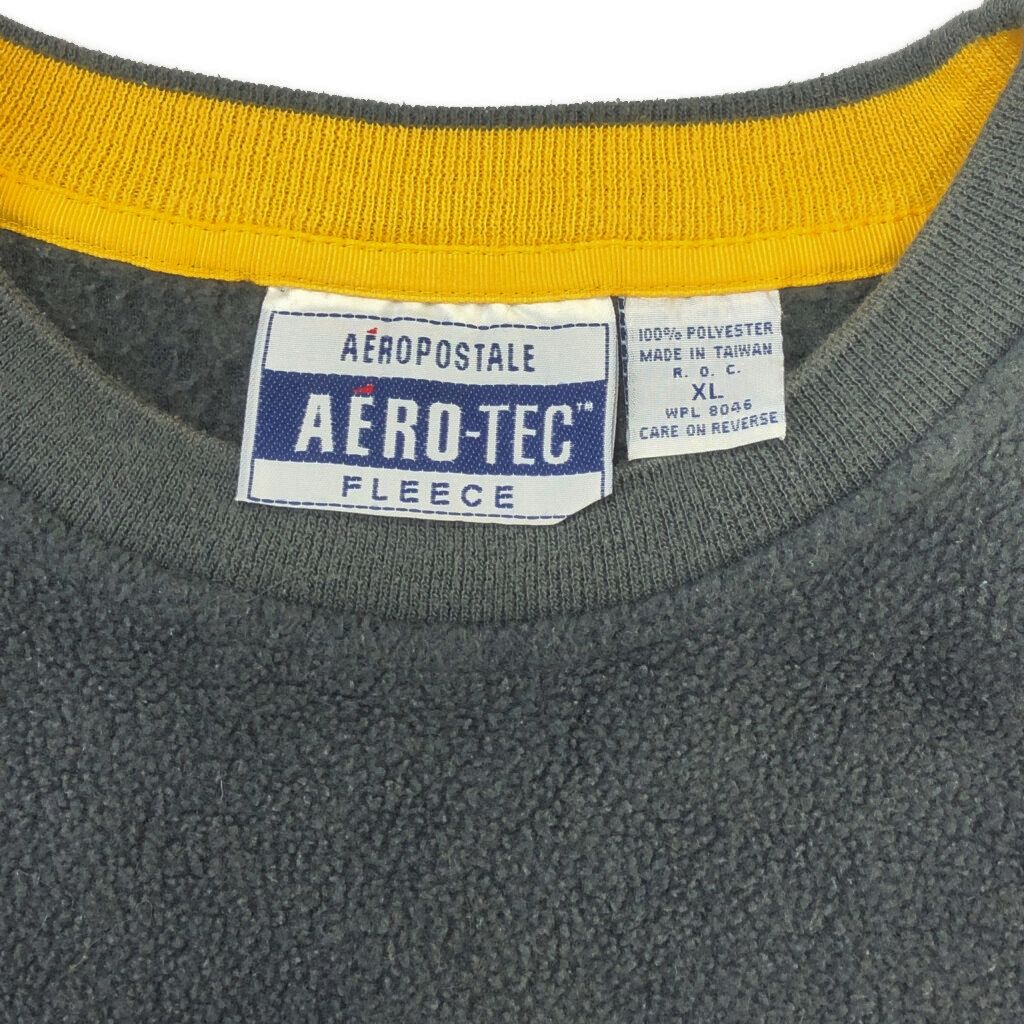 AÉROPOSTALE
AÉRO-TEC™
FLEECE
100% POLYESTER
MADE IN TAIWAN
R. O. C.
XL
WPL 8046
CARE ON REVERSE